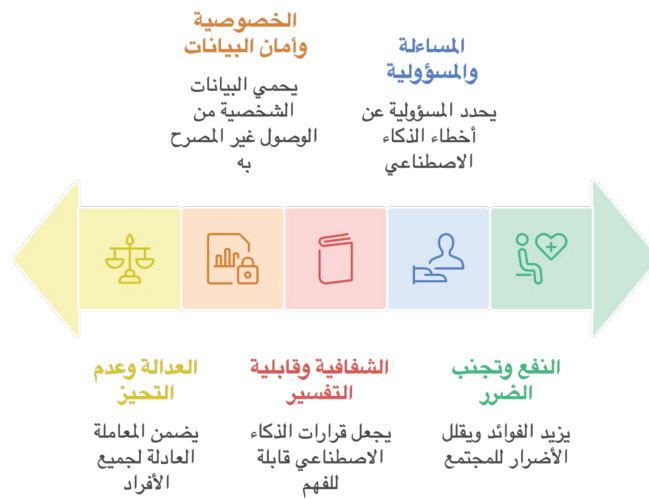 المساءلة
والمسؤولية
يحدد المسؤولية عن
أخطاء الذكاء
الاصطناعي
الخصوصية
وأمان البيانات
يحمي البيانات
الشخصية من
الوصول غير المصرح
به
النفع وتجنب
الضرر
يزيد الفوائد ويقلل
الأضرار للمجتمع
الشفافية وقابلية
التفسير
يجعل قرارات الذكاء
الاصطناعي قابلة
للفهم
العدالة وعدم
التحيز
يضمن المعاملة
العادلة لجميع
الأفراد